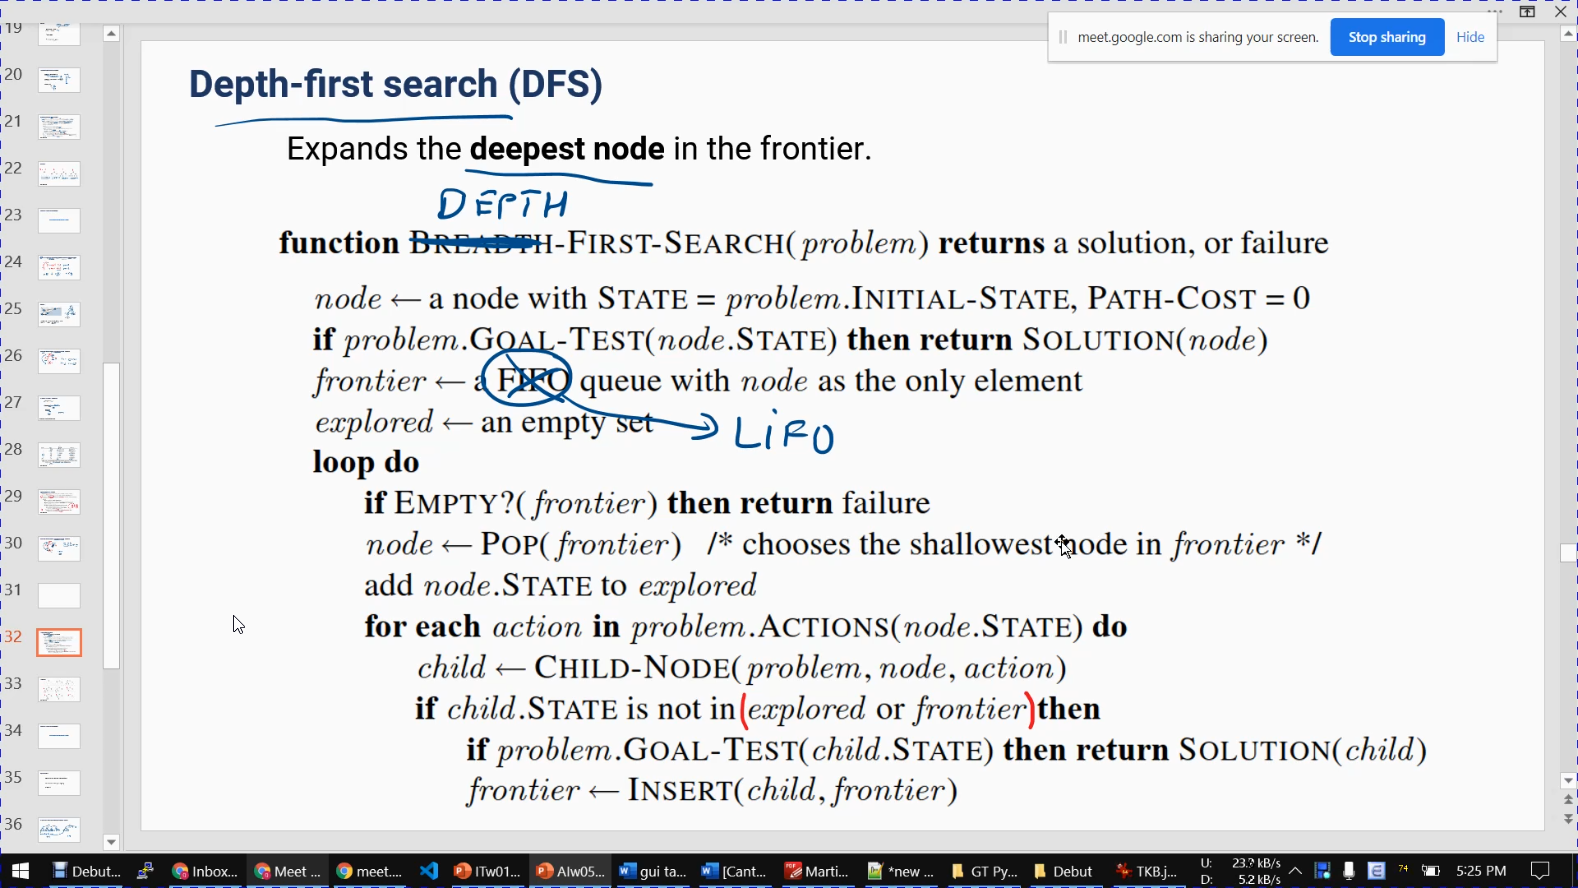 meet.google.com is sharing your screen.
Stop sharing
Hide
19
20
21
22
23
24
25
26
27
28
29
30
31
32
33
34
35
36
Depth-first search (DFS)
Expands the deepest node in the frontier.
DEPTH
function BREADTH-FIRST-SEARCH(problem) returns a solution, or failure
node ← a node with STATE = problem.INITIAL-STATE, PATH-COST = 0
if problem.GOAL-TEST(node.STATE) then return SOLUTION(node)
frontier ← a FIFO queue with node as the only element
explored ← an empty set
LiFO
loop do
if EMPTY?(frontier) then return failure
node ← POP(frontier) /* chooses the shallowest node in frontier */
add node.STATE to explored
for each action in problem.ACTIONS(node.STATE) do
child ← CHILD-NODE(problem, node, action)
if child.STATE is not in (explored or frontier) then
if problem.GOAL-TEST(child.STATE) then return SOLUTION(child)
frontier ← INSERT(child, frontier)
Debut...
Inbox...
Meet ...
meet....
ITw01...
AIw05...
gui ta...
[Cant...
Marti...
*new ...
GT Py...
Debut
TKB.j...
U: 23.? kB/s
D: 5.2 kB/s
74
5:25 PM